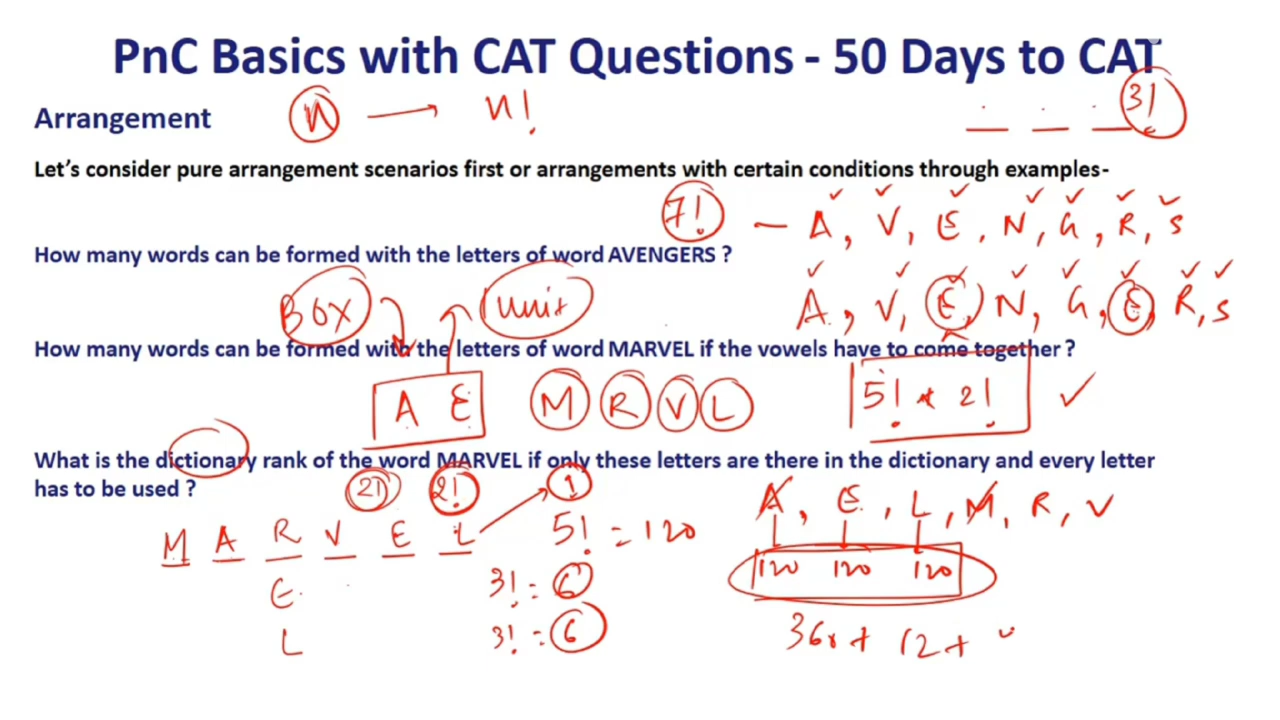 PnC Basics with CAT Questions - 50 Days to CAT
Arrangement
n → n!
_ _ _ 3!
Let's consider pure arrangement scenarios first or arrangements with certain conditions through examples-
7! — A, V, E, N, G, R, S
How many words can be formed with the letters of word AVENGERS ?
BOX Unit A, V, E, N, G, E, R, S
How many words can be formed with the letters of word MARVEL if the vowels have to come together ?
A E M R V L 5! * 2!
What is the dictionary rank of the word MARVEL if only these letters are there in the dictionary and every letter
has to be used ?
2! 2! 1 A, E, L, M, R, V
M A R V E L 5! = 120
E 3! = 6 120 120 120
L 3! = 6 360 + 12 +